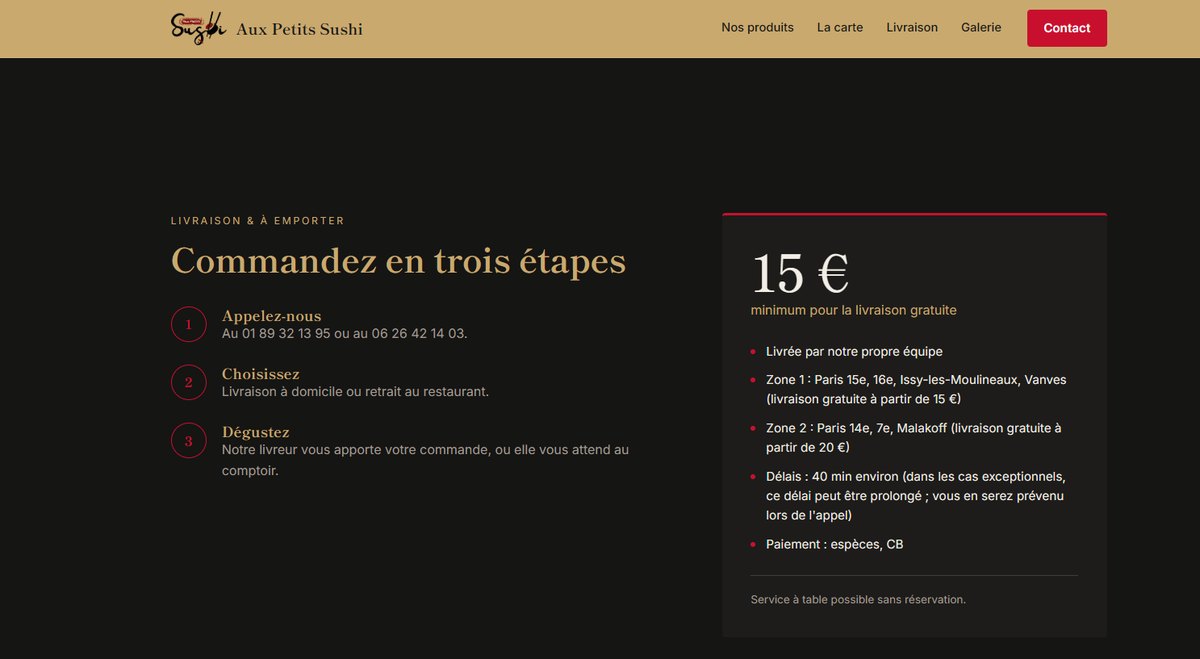 Aux Petits
Sushi
Aux Petits Sushi
Nos produits
La carte
Livraison
Galerie
Contact
LIVRAISON & À EMPORTER
Commandez en trois étapes
1
Appelez-nous
Au 01 89 32 13 95 ou au 06 26 42 14 03.
2
Choisissez
Livraison à domicile ou retrait au restaurant.
3
Dégustez
Notre livreur vous apporte votre commande, ou elle vous attend au
comptoir.
15 €
minimum pour la livraison gratuite
Livrée par notre propre équipe
Zone 1 : Paris 15e, 16e, Issy-les-Moulineaux, Vanves
(livraison gratuite à partir de 15 €)
Zone 2 : Paris 14e, 7e, Malakoff (livraison gratuite à
partir de 20 €)
Délais : 40 min environ (dans les cas exceptionnels,
ce délai peut être prolongé ; vous en serez prévenu
lors de l'appel)
Paiement : espèces, CB
Service à table possible sans réservation.